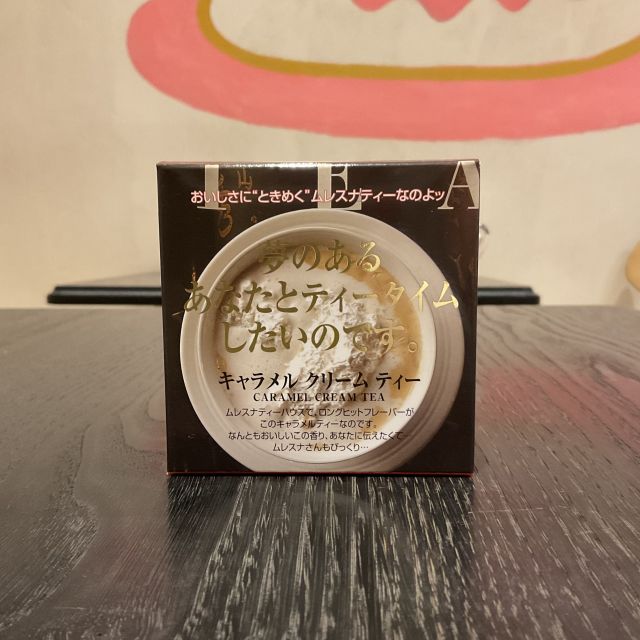 TEA
おいしさに"ときめく"ムレスナティーなのよッ
夢のある
あなたとティータイム
したいのです。
キャラメル クリーム ティー
CARAMEL CREAM TEA
ムレスナティーハウスで、ロングヒットフレーバーが
このキャラメルティーなのです。
なんともおいしいこの香り、あなたに伝えたくて…
ムレスナさんもびっくり…